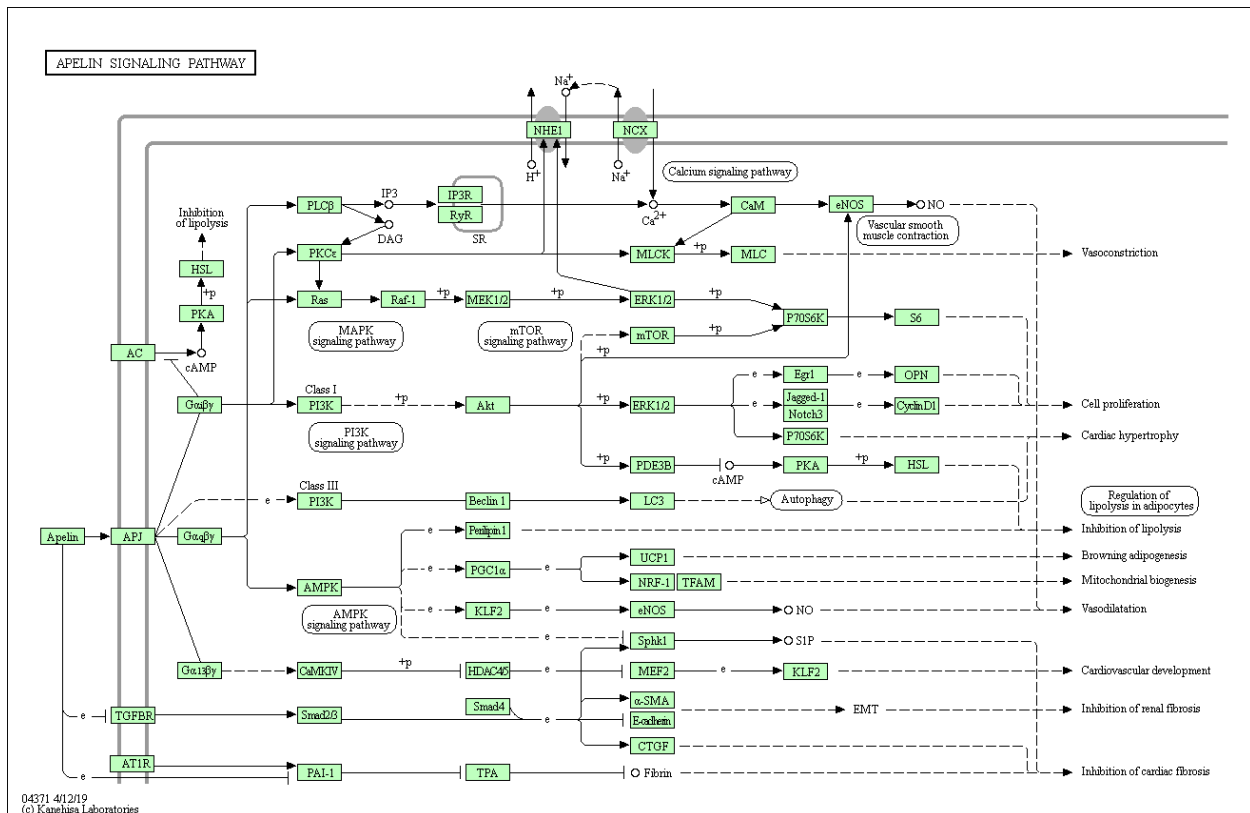 APELIN SIGNALING PATHWAY
Na+
NHE1
NCX
H+
Na+
Calcium signaling pathway
Inhibition
of lipolysis
PLCβ
IP3
IP3R
RyR
SR
DAG
Ca2+
CaM
eNOS
NO
Vascular smooth
muscle contraction
HSL
+p
PKCε
MLCK
+p
MLC
Vasoconstriction
PKA
Ras
Raf-1
+p
MEK1/2
+p
ERK1/2
+p
P70S6K
S6
MAPK
signaling pathway
mTOR
signaling pathway
mTOR
+p
+p
AC
cAMP
Egr1
e
e
OPN
Gαiβγ
Class I
PI3K
+p
Akt
+p
ERK1/2
e
Jagged-1
Notch3
e
CyclinD1
Cell proliferation
PI3K
signaling pathway
P70S6K
Cardiac hypertrophy
+p
PDE3B
cAMP
PKA
+p
HSL
Class III
e
PI3K
Beclin 1
LC3
Autophagy
Regulation of
lipolysis in adipocytes
Apelin
APJ
Gαqβγ
e
Perilipin1
Inhibition of lipolysis
UCP1
Browning adipogenesis
e
PGC1α
e
NRF-1
TFAM
Mitochondrial biogenesis
AMPK
AMPK
signaling pathway
e
KLF2
e
eNOS
NO
Vasodilatation
e
Sphk1
S1P
Gα13βγ
CaMKIV
+p
HDAC4/5
e
MEF2
e
KLF2
Cardiovascular development
e
TGFBR
Smad2/3
Smad4
e
α-SMA
E-cadherin
EMT
Inhibition of renal fibrosis
CTGF
AT1R
e
PAI-1
TPA
Fibrin
Inhibition of cardiac fibrosis
04371 4/12/19
(c) Kanehisa Laboratories